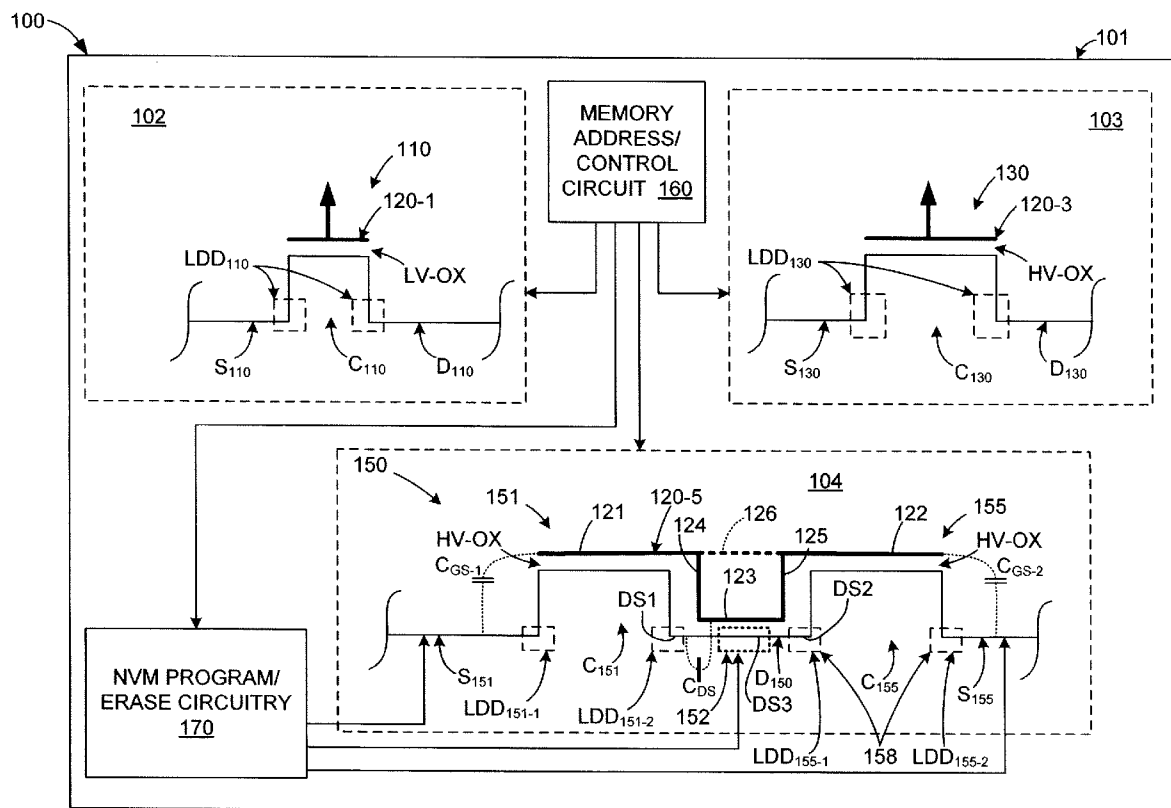 100
101
102
110
120-1
LDD110
LV-OX
S110
C110
D110
MEMORY
ADDRESS/
CONTROL
CIRCUIT 160
103
130
120-3
LDD130
HV-OX
S130
C130
D130
150
104
151
120-5
155
121
124
126
122
125
HV-OX
HV-OX
CGS-1
CGS-2
123
DS1
DS2
S151
C151
CDS
D150
C155
S155
LDD151-1
LDD151-2
152
DS3
LDD155-1
158
LDD155-2
NVM PROGRAM/
ERASE CIRCUITRY
170